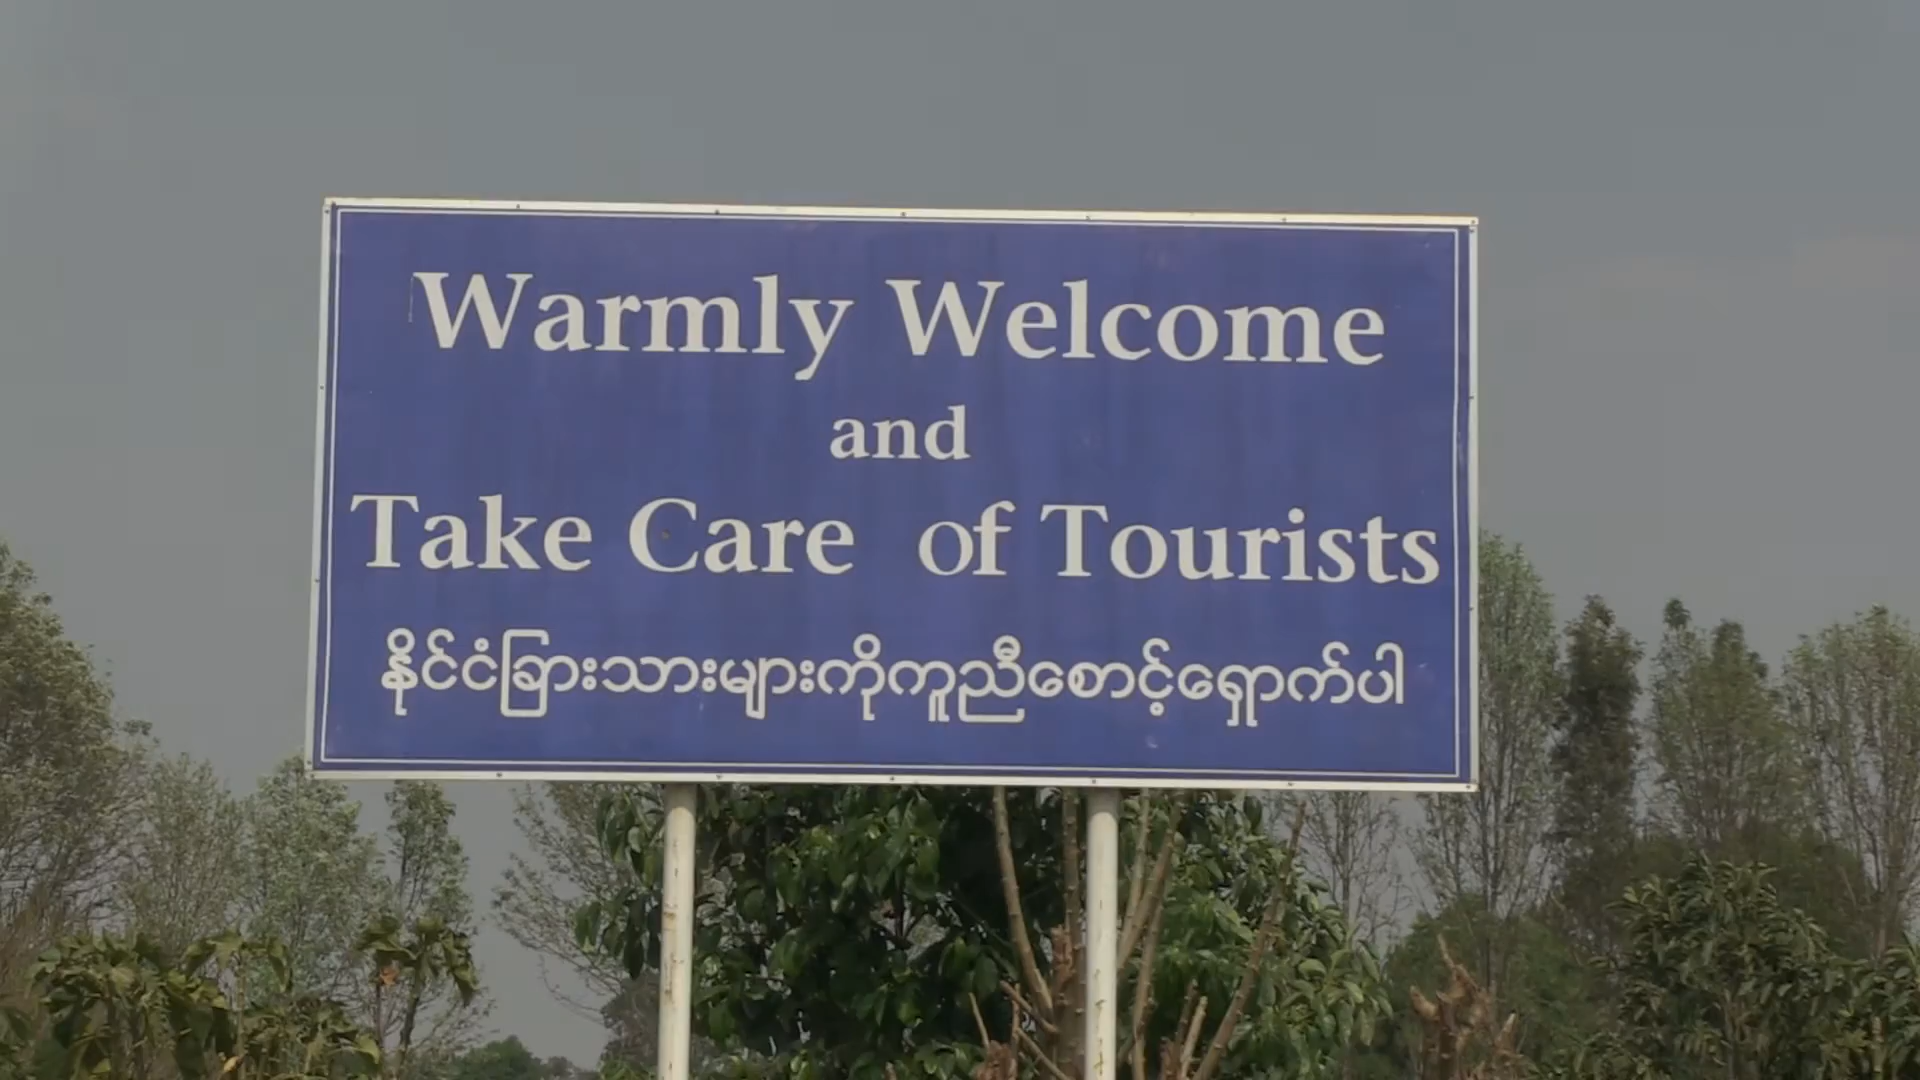 Warmly Welcome
and
Take Care of Tourists
နိုင်ငံခြားသားများကိုကူညီစောင့်ရှောက်ပါ